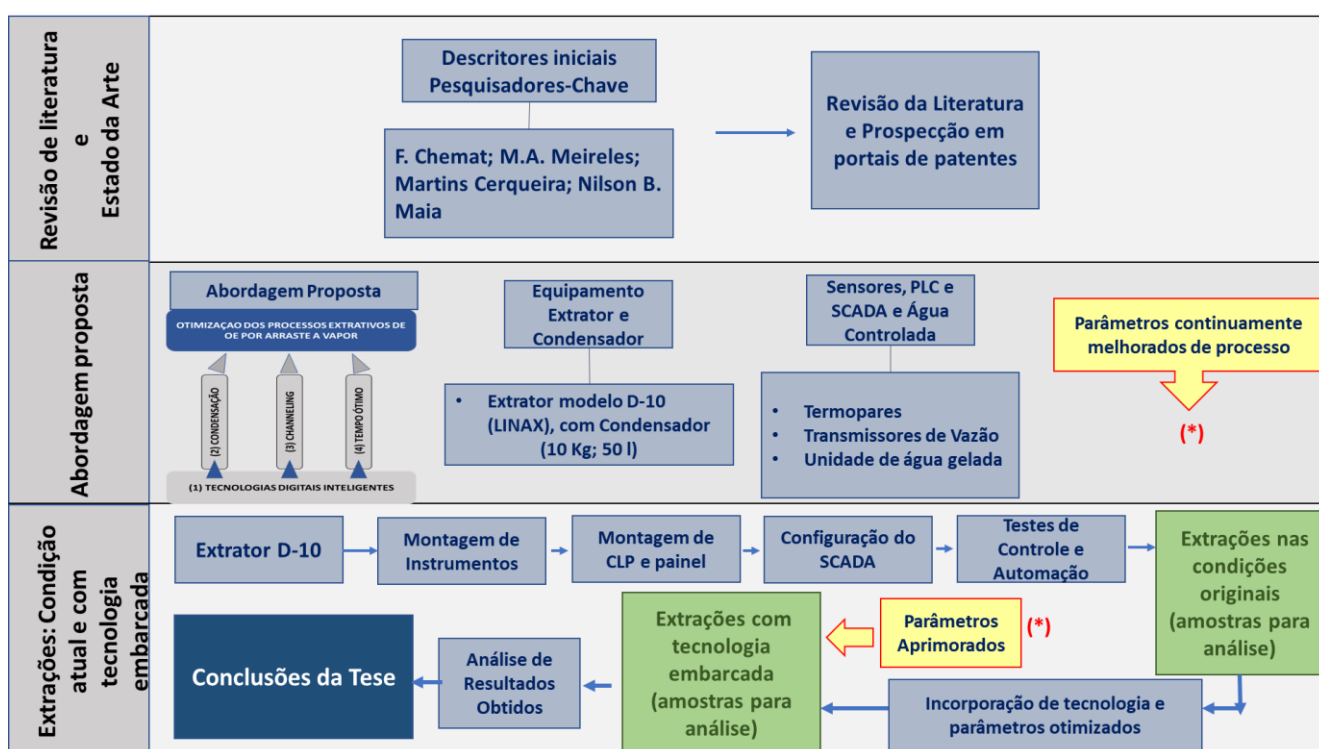 Revisão de literatura
e
Estado da Arte
Descritores iniciais
Pesquisadores-Chave
F. Chemat; M.A. Meireles;
Martins Cerqueira; Nilson B.
Maia
Revisão da Literatura
e Prospecção em
portais de patentes
Abordagem proposta
Abordagem Proposta
OTIMIZAÇAO DOS PROCESSOS EXTRATIVOS DE
OE POR ARRASTE A VAPOR
(2) CONDENSAÇÃO
(3) CHANNELING
(4) TEMPO ÓTIMO
(1) TECNOLOGIAS DIGITAIS INTELIGENTES
Equipamento
Extrator e
Condensador
• Extrator modelo D-10
(LINAX), com Condensador
(10 Kg; 50 l)
Sensores, PLC e
SCADA e Água
Controlada
• Termopares
• Transmissores de Vazão
• Unidade de água gelada
Parâmetros continuamente
melhorados de processo
(*)
Extrações: Condição
atual e com
tecnologia
embarcada
Extrator D-10
Montagem de
Instrumentos
Montagem de
CLP e painel
Configuração do
SCADA
Testes de
Controle e
Automação
Extrações nas
condições
originais
(amostras para
análise)
Incorporação de tecnologia e
parâmetros otimizados
Parâmetros
Aprimorados
(*)
Extrações com
tecnologia
embarcada
(amostras para
análise)
Análise de
Resultados
Obtidos
Conclusões da Tese